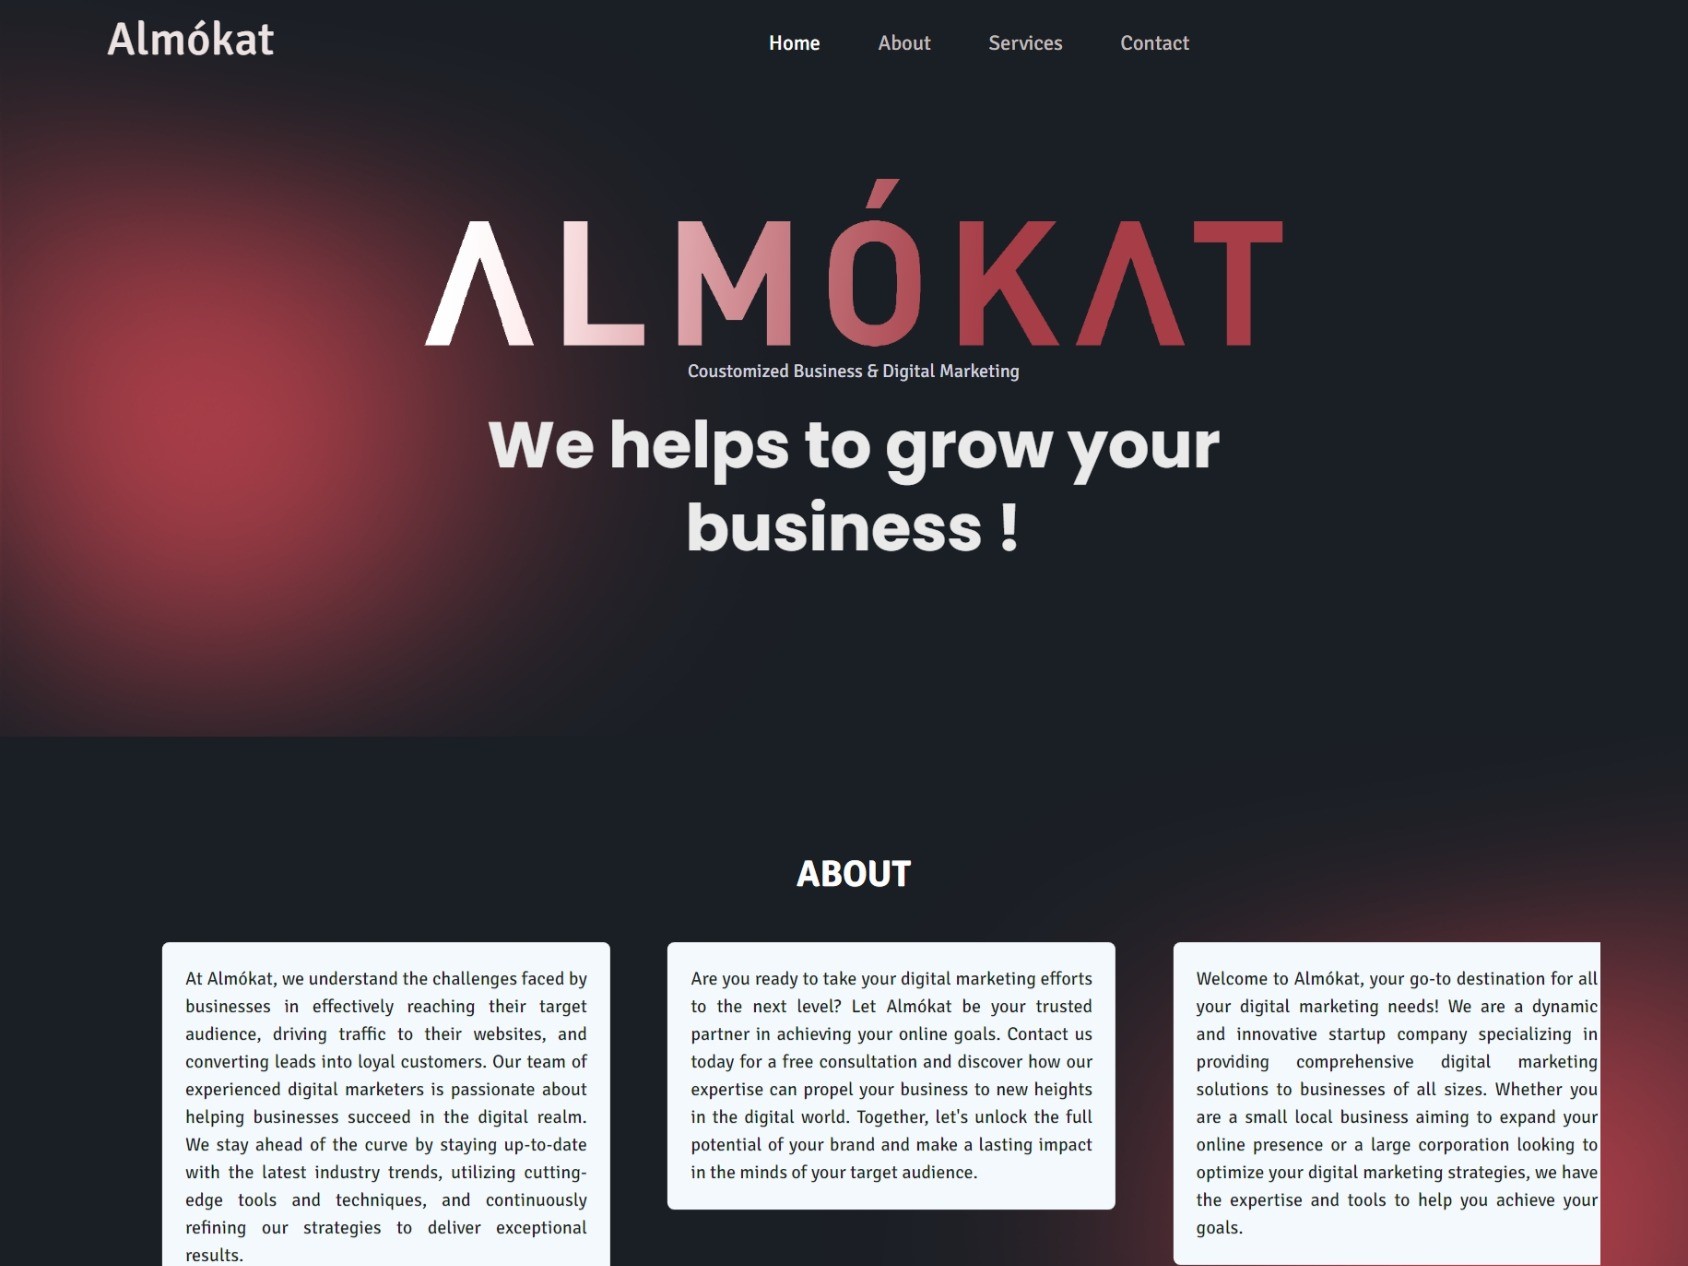 Almókat
Home About Services Contact
ALMÓKAT
Coustomized Business & Digital Marketing
We helps to grow your
business !
ABOUT
At Almókat, we understand the challenges faced by
businesses in effectively reaching their target
audience, driving traffic to their websites, and
converting leads into loyal customers. Our team of
experienced digital marketers is passionate about
helping businesses succeed in the digital realm.
We stay ahead of the curve by staying up-to-date
with the latest industry trends, utilizing cutting-
edge tools and techniques, and continuously
refining our strategies to deliver exceptional
results.
Are you ready to take your digital marketing efforts
to the next level? Let Almókat be your trusted
partner in achieving your online goals. Contact us
today for a free consultation and discover how our
expertise can propel your business to new heights
in the digital world. Together, let's unlock the full
potential of your brand and make a lasting impact
in the minds of your target audience.
Welcome to Almókat, your go-to destination for all
your digital marketing needs! We are a dynamic
and innovative startup company specializing in
providing comprehensive digital marketing
solutions to businesses of all sizes. Whether you
are a small local business aiming to expand your
online presence or a large corporation looking to
optimize your digital marketing strategies, we have
the expertise and tools to help you achieve your
goals.